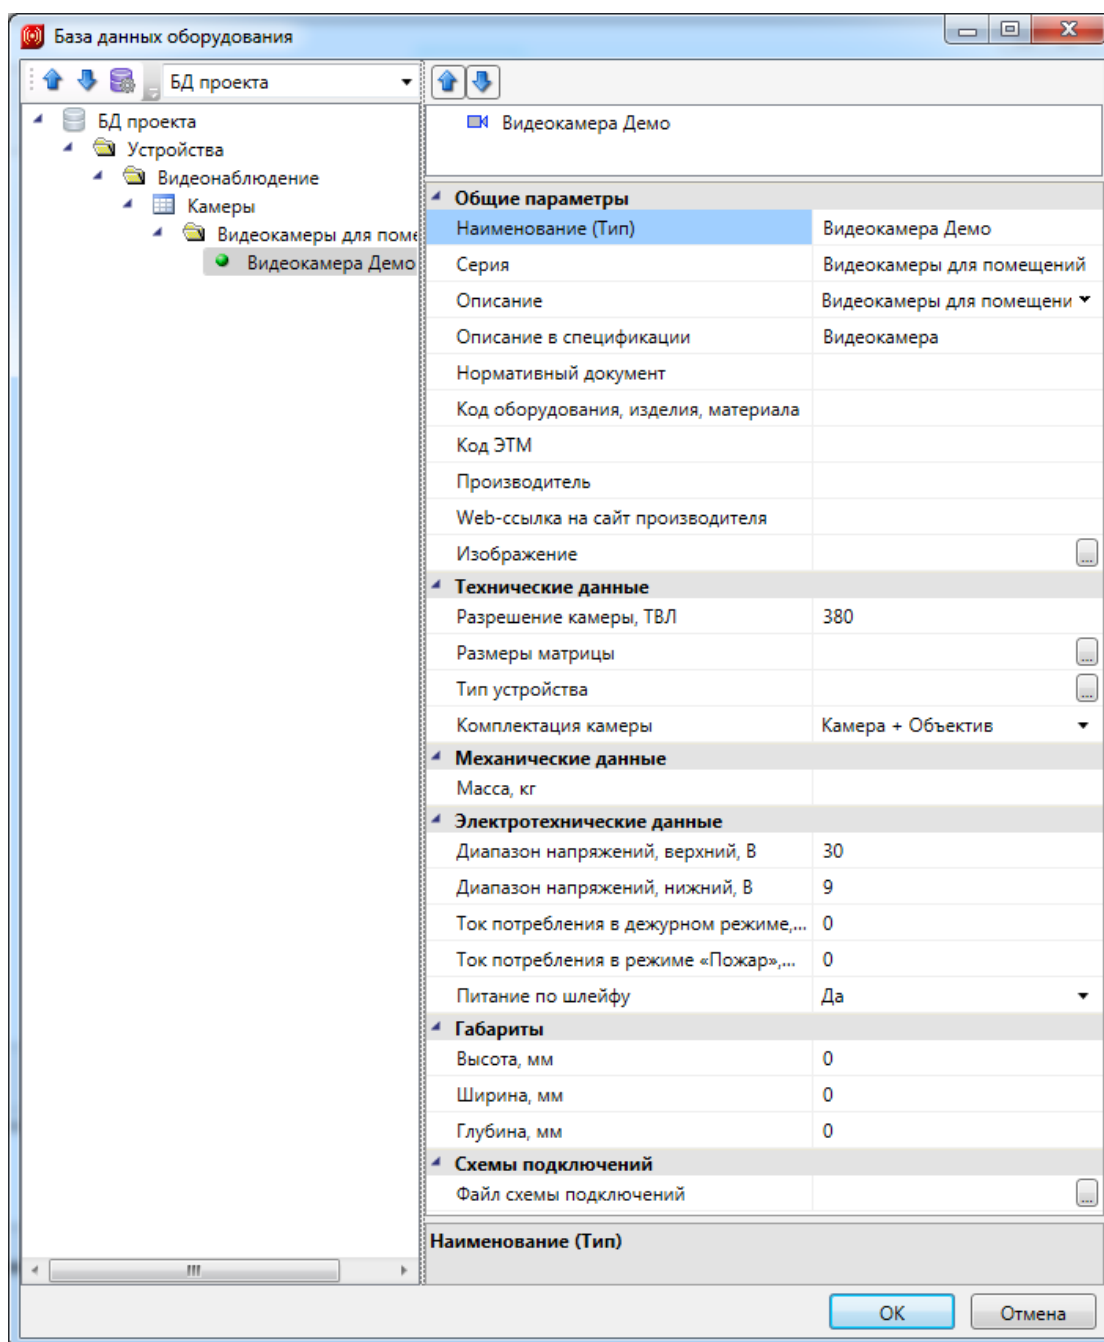 База данных оборудования
БД проекта
БД проекта
Устройства
Видеонаблюдение
Камеры
Видеокамеры для поме
Видеокамера Демо
Видеокамера Демо
Общие параметры
Наименование (Тип) Видеокамера Демо
Серия Видеокамеры для помещений
Описание Видеокамеры для помещени
Описание в спецификации Видеокамера
Нормативный документ
Код оборудования, изделия, материала
Код ЭТМ
Производитель
Web-ссылка на сайт производителя
Изображение ...
Технические данные
Разрешение камеры, ТВЛ 380
Размеры матрицы ...
Тип устройства ...
Комплектация камеры Камера + Объектив
Механические данные
Масса, кг
Электротехнические данные
Диапазон напряжений, верхний, В 30
Диапазон напряжений, нижний, В 9
Ток потребления в дежурном режиме,... 0
Ток потребления в режиме «Пожар»,... 0
Питание по шлейфу Да
Габариты
Высота, мм 0
Ширина, мм 0
Глубина, мм 0
Схемы подключений
Файл схемы подключений ...
Наименование (Тип)
ОК Отмена